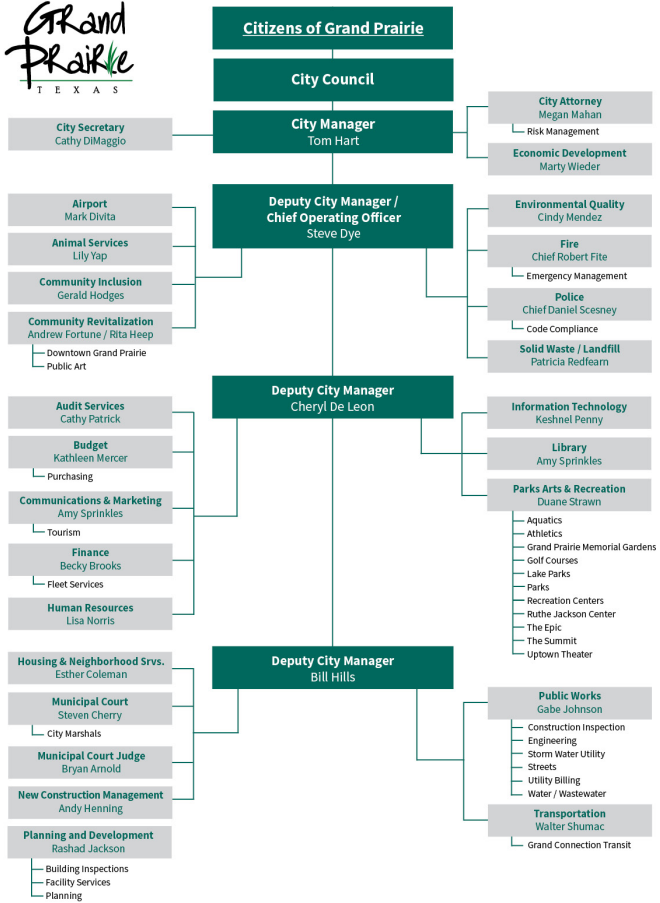 Grand
Prairie
TEXAS
Citizens of Grand Prairie
City Council
City Manager
Tom Hart
City Secretary
Cathy DiMaggio
City Attorney
Megan Mahan
Risk Management
Economic Development
Marty Wieder
Deputy City Manager /
Chief Operating Officer
Steve Dye
Airport
Mark Divita
Animal Services
Lily Yap
Community Inclusion
Gerald Hodges
Community Revitalization
Andrew Fortune / Rita Heep
Downtown Grand Prairie
Public Art
Environmental Quality
Cindy Mendez
Fire
Chief Robert Fite
Emergency Management
Police
Chief Daniel Scesney
Code Compliance
Solid Waste / Landfill
Patricia Redfearn
Deputy City Manager
Cheryl De Leon
Audit Services
Cathy Patrick
Budget
Kathleen Mercer
Purchasing
Communications & Marketing
Amy Sprinkles
Tourism
Finance
Becky Brooks
Fleet Services
Human Resources
Lisa Norris
Information Technology
Keshnel Penny
Library
Amy Sprinkles
Parks Arts & Recreation
Duane Strawn
Aquatics
Athletics
Grand Prairie Memorial Gardens
Golf Courses
Lake Parks
Parks
Recreation Centers
Ruthe Jackson Center
The Epic
The Summit
Uptown Theater
Deputy City Manager
Bill Hills
Housing & Neighborhood Srvs.
Esther Coleman
Municipal Court
Steven Cherry
City Marshals
Municipal Court Judge
Bryan Arnold
New Construction Management
Andy Henning
Planning and Development
Rashad Jackson
Building Inspections
Facility Services
Planning
Public Works
Gabe Johnson
Construction Inspection
Engineering
Storm Water Utility
Streets
Utility Billing
Water / Wastewater
Transportation
Walter Shumac
Grand Connection Transit